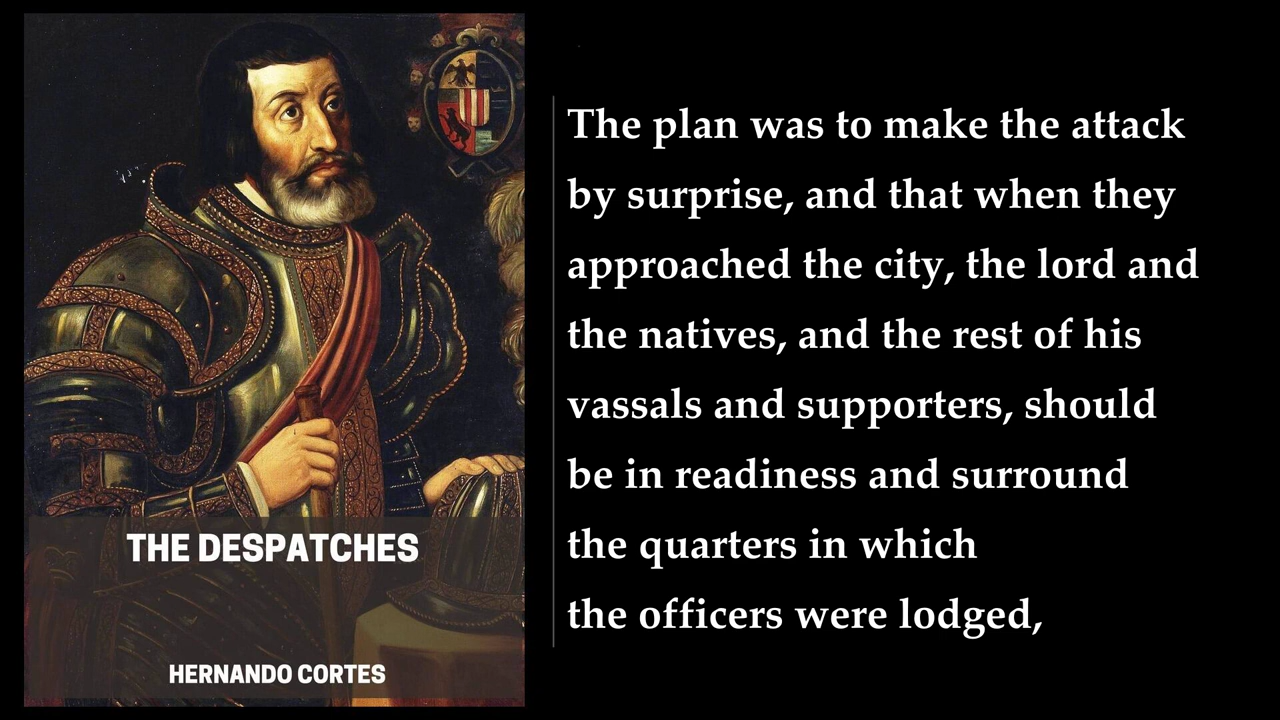 THE DESPATCHES
HERNANDO CORTES
The plan was to make the attack
by surprise, and that when they
approached the city, the lord and
the natives, and the rest of his
vassals and supporters, should
be in readiness and surround
the quarters in which
the officers were lodged,